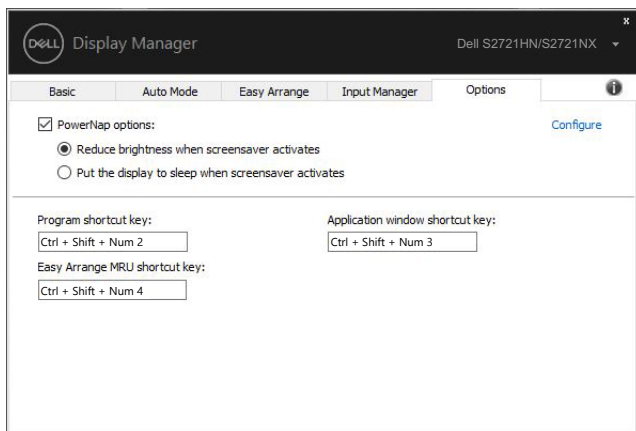 DELL Display Manager
Dell S2721HN/S2721NX
x
Basic Auto Mode Easy Arrange Input Manager Options
PowerNap options:
Configure
Reduce brightness when screensaver activates
Put the display to sleep when screensaver activates
Program shortcut key:
Application window shortcut key:
Ctrl + Shift + Num 2
Ctrl + Shift + Num 3
Easy Arrange MRU shortcut key:
Ctrl + Shift + Num 4